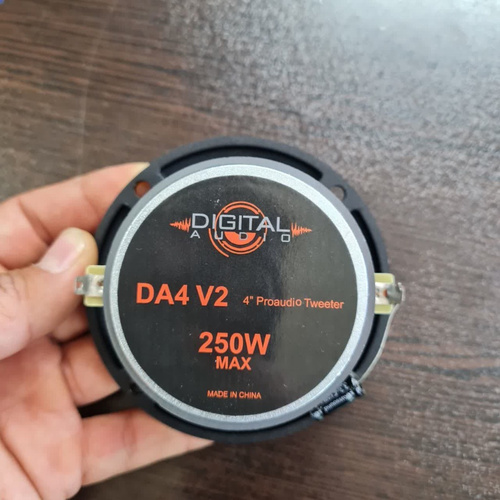 DIGITAL
AUDIO
DA4 V2 4" Proaudio Tweeter
250W
MAX
MADE IN CHINA